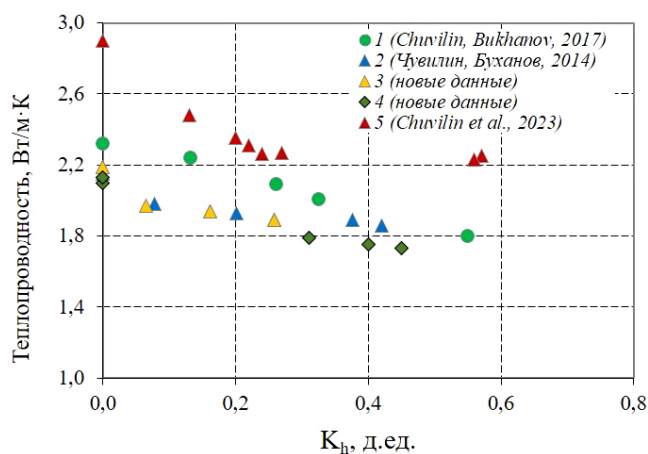 3,0
2,6
2,2
1,8
1,4
1,0
Теплопроводность, Вт/м·К
1 (Chuvilin, Bukhanov, 2017)
2 (Чувилин, Буханов, 2014)
3 (новые данные)
4 (новые данные)
5 (Chuvilin et al., 2023)
0,0 0,2 0,4 0,6 0,8
Kh, д.ед.